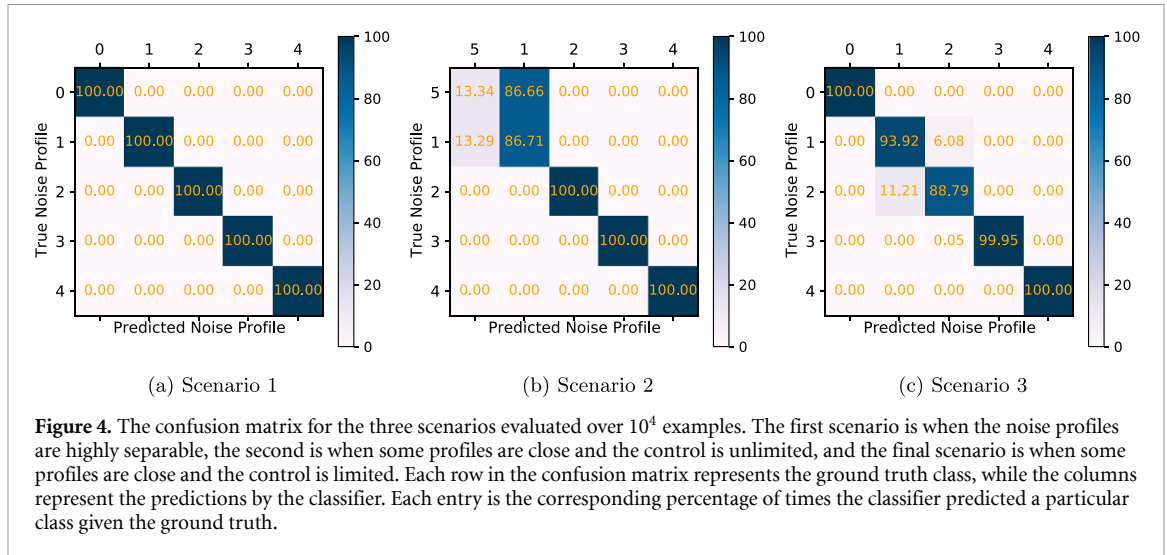 0 1 2 3 4
100
5 1 2 3 4
100
0 1 2 3 4
100
True Noise Profile
0 100.00 0.00 0.00 0.00 0.00
1 0.00 100.00 0.00 0.00 0.00
2 0.00 0.00 100.00 0.00 0.00
3 0.00 0.00 0.00 100.00 0.00
4 0.00 0.00 0.00 0.00 100.00
Predicted Noise Profile
80
60
40
20
0
True Noise Profile
5 13.34 86.66 0.00 0.00 0.00
1 13.29 86.71 0.00 0.00 0.00
2 0.00 0.00 100.00 0.00 0.00
3 0.00 0.00 0.00 100.00 0.00
4 0.00 0.00 0.00 0.00 100.00
Predicted Noise Profile
80
60
40
20
0
True Noise Profile
0 100.00 0.00 0.00 0.00 0.00
1 0.00 93.92 6.08 0.00 0.00
2 0.00 11.21 88.79 0.00 0.00
3 0.00 0.00 0.05 99.95 0.00
4 0.00 0.00 0.00 0.00 100.00
Predicted Noise Profile
80
60
40
20
0
(a) Scenario 1
(b) Scenario 2
(c) Scenario 3
Figure 4. The confusion matrix for the three scenarios evaluated over 10⁴ examples. The first scenario is when the noise profiles
are highly separable, the second is when some profiles are close and the control is unlimited, and the final scenario is when some
profiles are close and the control is limited. Each row in the confusion matrix represents the ground truth class, while the columns
represent the predictions by the classifier. Each entry is the corresponding percentage of times the classifier predicted a particular
class given the ground truth.